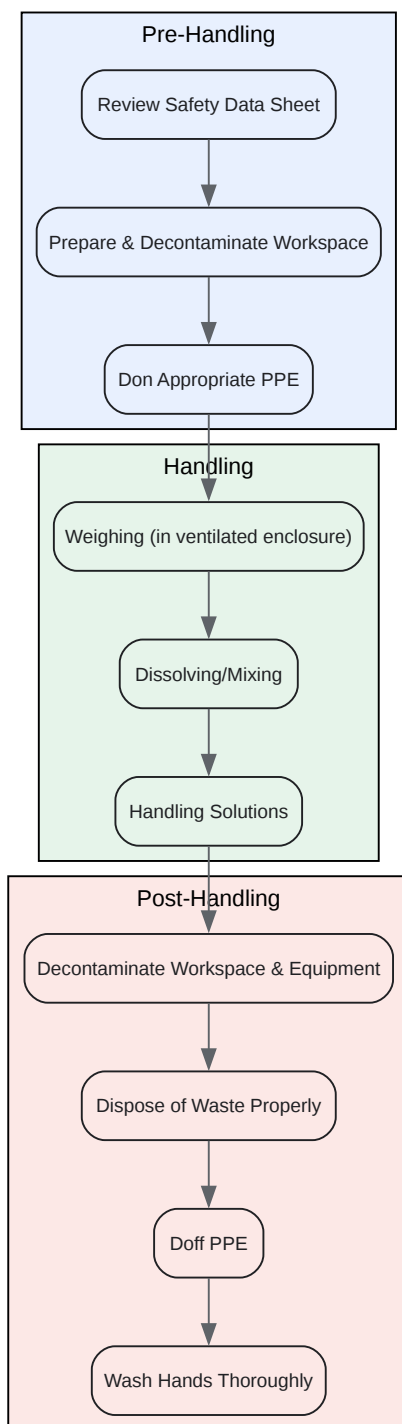 Pre-Handling
Review Safety Data Sheet
Prepare & Decontaminate Workspace
Don Appropriate PPE
Handling
Weighing (in ventilated enclosure)
Dissolving/Mixing
Handling Solutions
Post-Handling
Decontaminate Workspace & Equipment
Dispose of Waste Properly
Doff PPE
Wash Hands Thoroughly